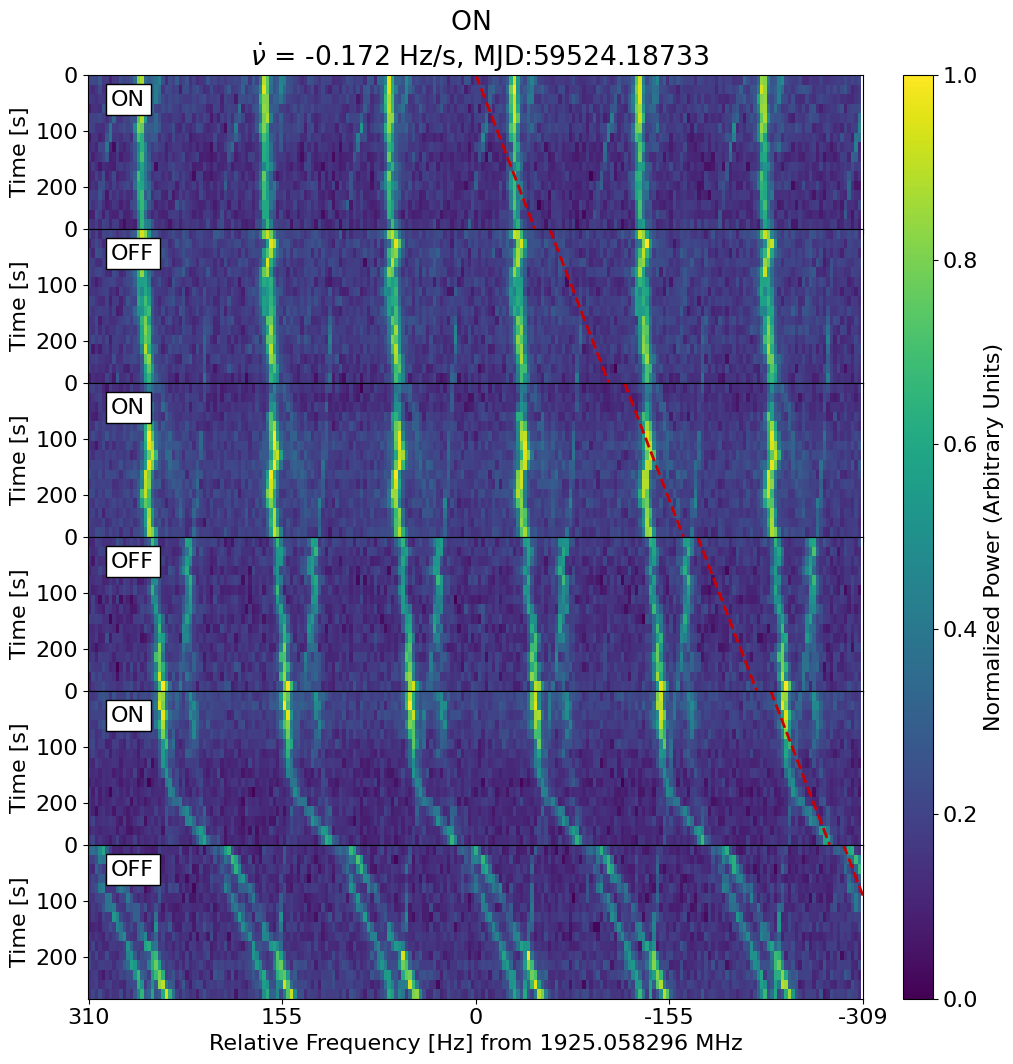 ON
ν̇ = -0.172 Hz/s, MJD:59524.18733
0
ON
100
200
Time [s]
0
OFF
100
200
Time [s]
0
ON
100
200
Time [s]
0
OFF
100
200
Time [s]
0
ON
100
200
Time [s]
0
OFF
100
200
Time [s]
310 155 0 -155 -309
Relative Frequency [Hz] from 1925.058296 MHz
1.0
0.8
0.6
0.4
0.2
0.0
Normalized Power (Arbitrary Units)